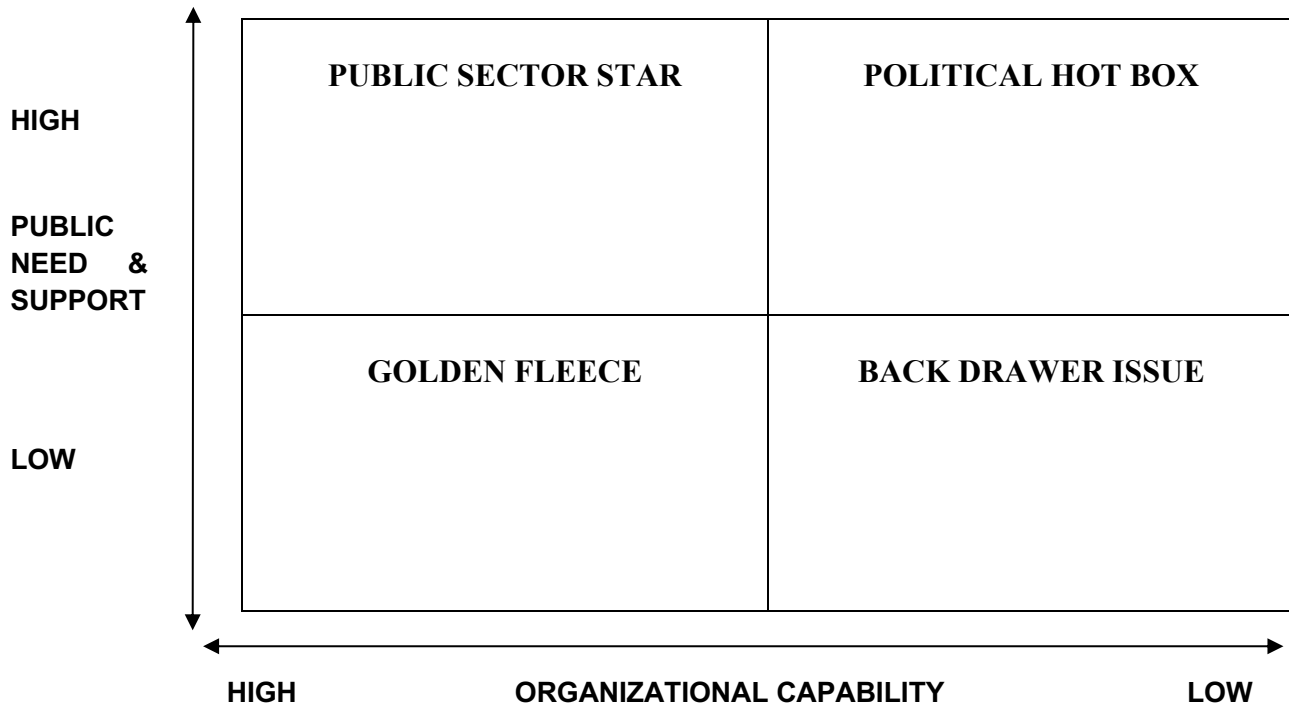 PUBLIC SECTOR STAR
POLITICAL HOT BOX
HIGH
PUBLIC
NEED &
SUPPORT
GOLDEN FLEECE
BACK DRAWER ISSUE
LOW
HIGH
ORGANIZATIONAL CAPABILITY
LOW